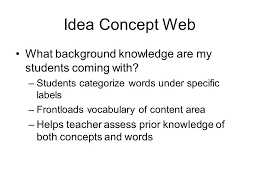 Idea Concept Web
• What background knowledge are my
students coming with?
– Students categorize words under specific
labels
– Frontloads vocabulary of content area
– Helps teacher assess prior knowledge of
both concepts and words